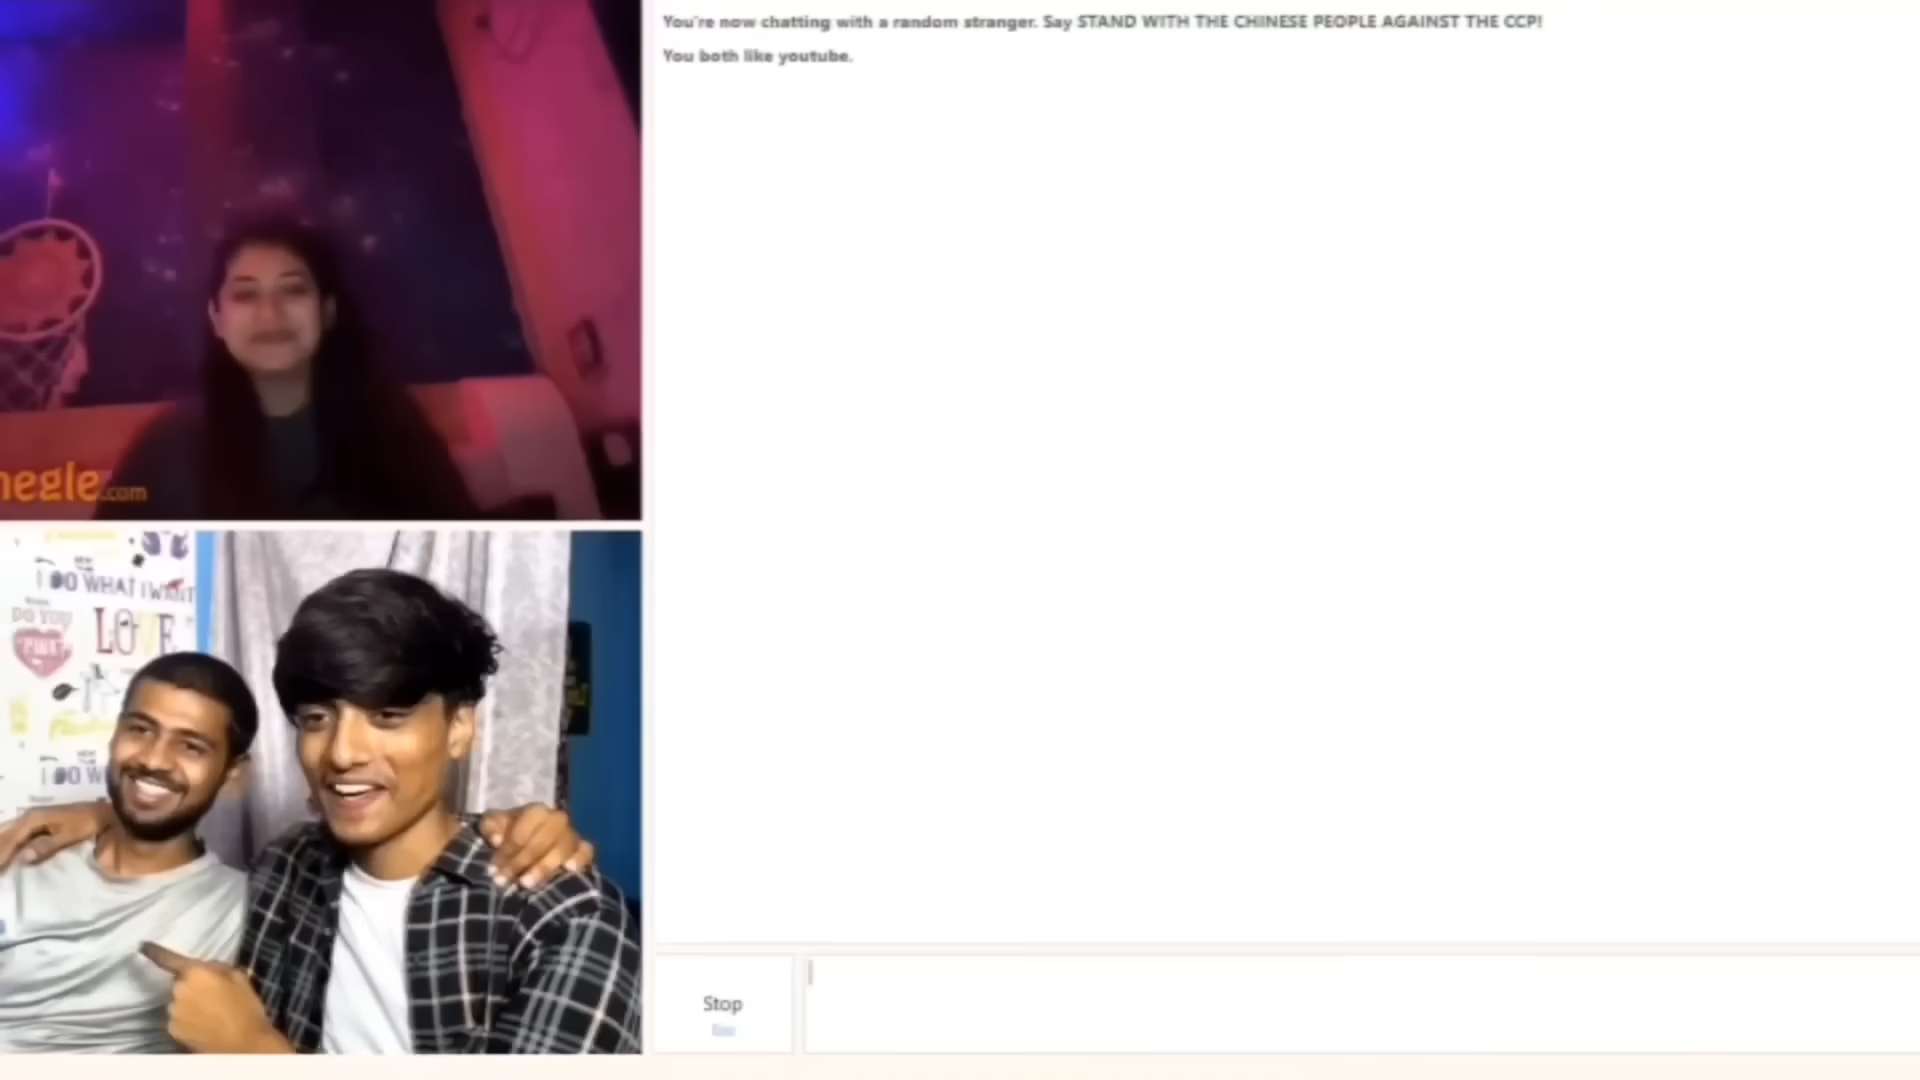 You're now chatting with a random stranger. Say STAND WITH THE CHINESE PEOPLE AGAINST THE CCP!
You both like youtube.
negle.com
I DO WHAT I WANT
DO YOU
LOVE
I DO W
Stop